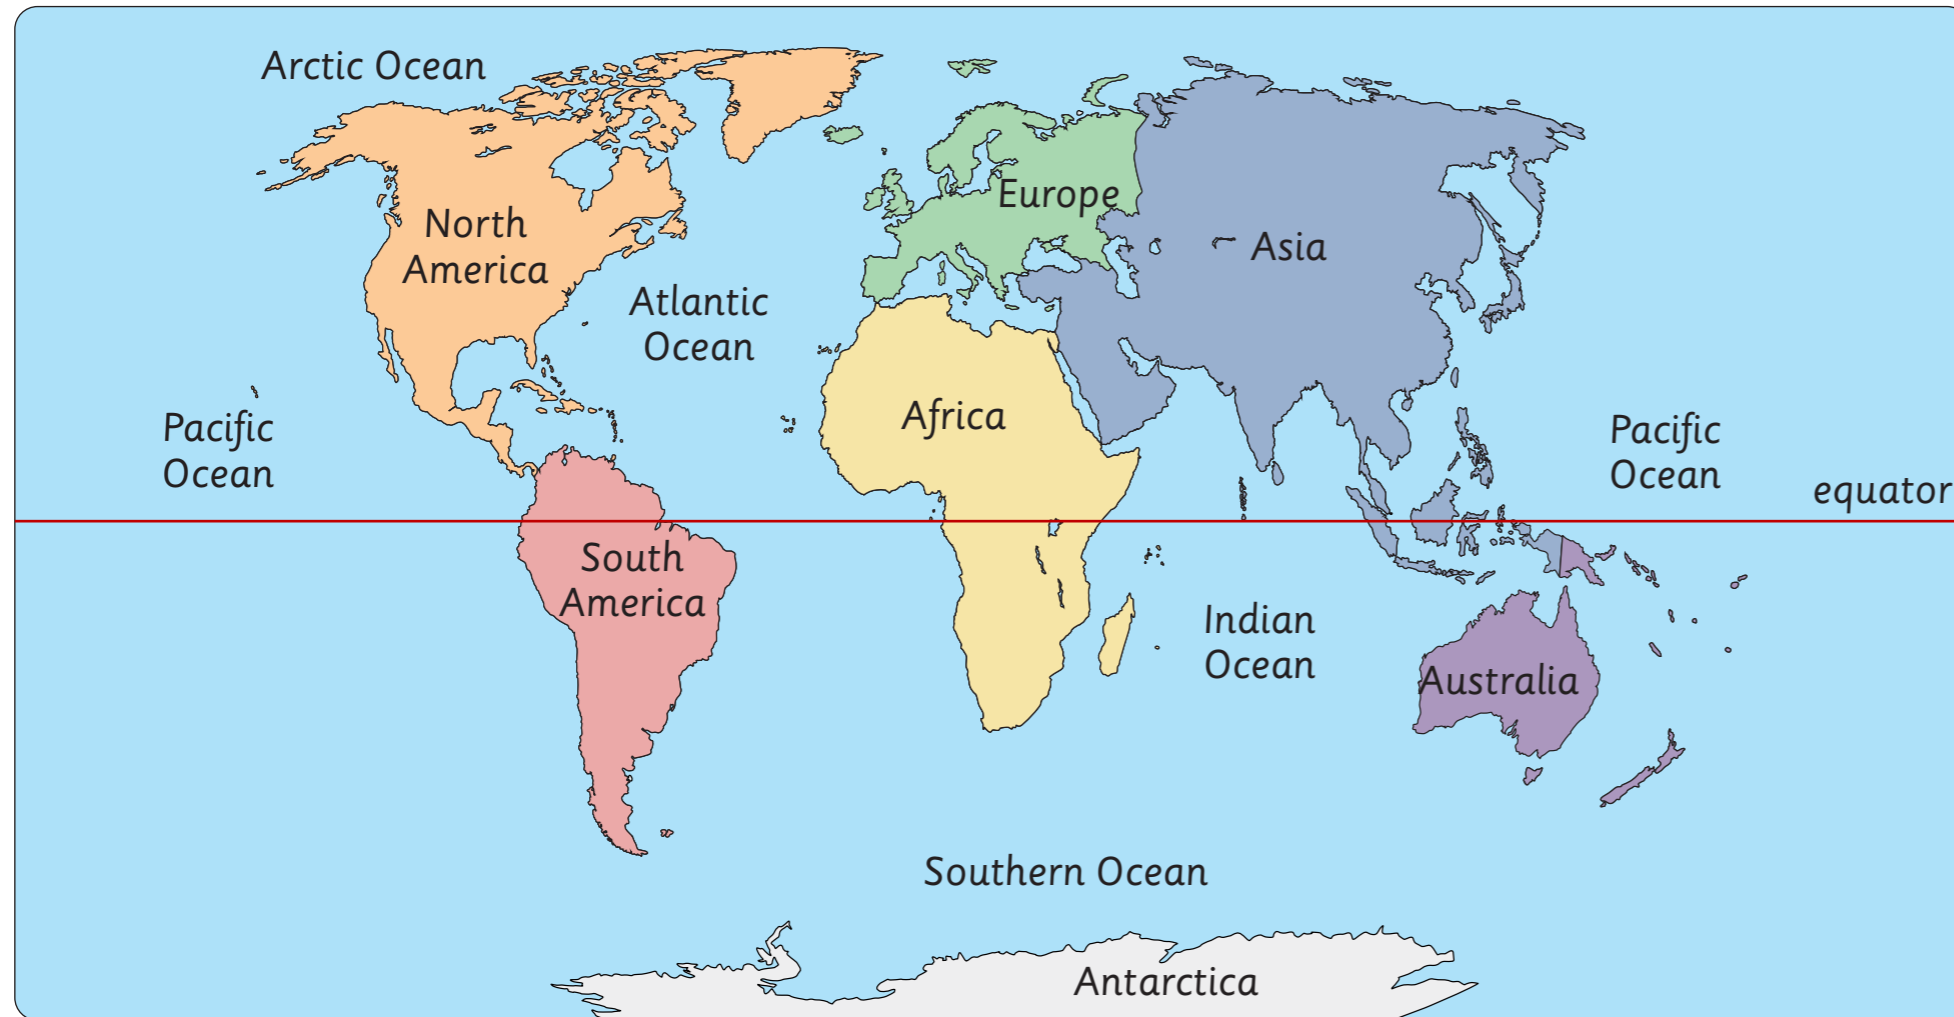 Arctic Ocean
North
America
Europe
Asia
Atlantic
Ocean
Africa
Pacific
Ocean
Pacific
Ocean
equator
South
America
Indian
Ocean
Australia
Southern Ocean
Antarctica